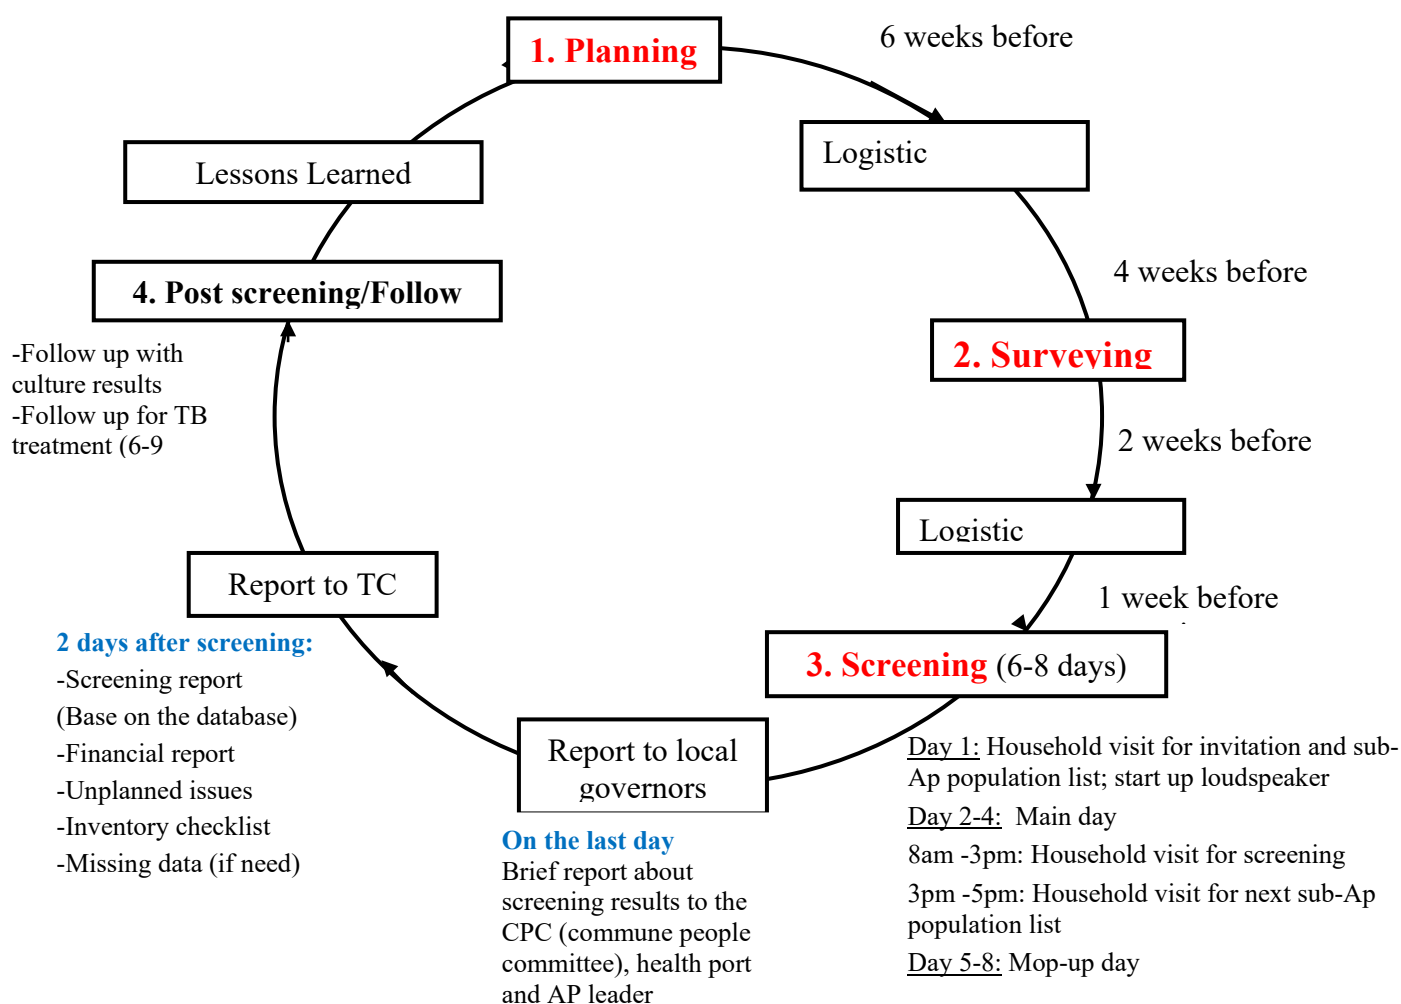 1. Planning
6 weeks before
Logistic
4 weeks before
2. Surveying
2 weeks before
Logistic
1 week before
3. Screening (6-8 days)
Day 1: Household visit for invitation and sub-
Ap population list; start up loudspeaker
Day 2-4: Main day
8am -3pm: Household visit for screening
3pm -5pm: Household visit for next sub-Ap
population list
Day 5-8: Mop-up day
Report to local
governors
On the last day
Brief report about
screening results to the
CPC (commune people
committee), health port
and AP leader
Report to TC
2 days after screening:
-Screening report
(Base on the database)
-Financial report
-Unplanned issues
-Inventory checklist
-Missing data (if need)
4. Post screening/Follow
-Follow up with
culture results
-Follow up for TB
treatment (6-9
Lessons Learned